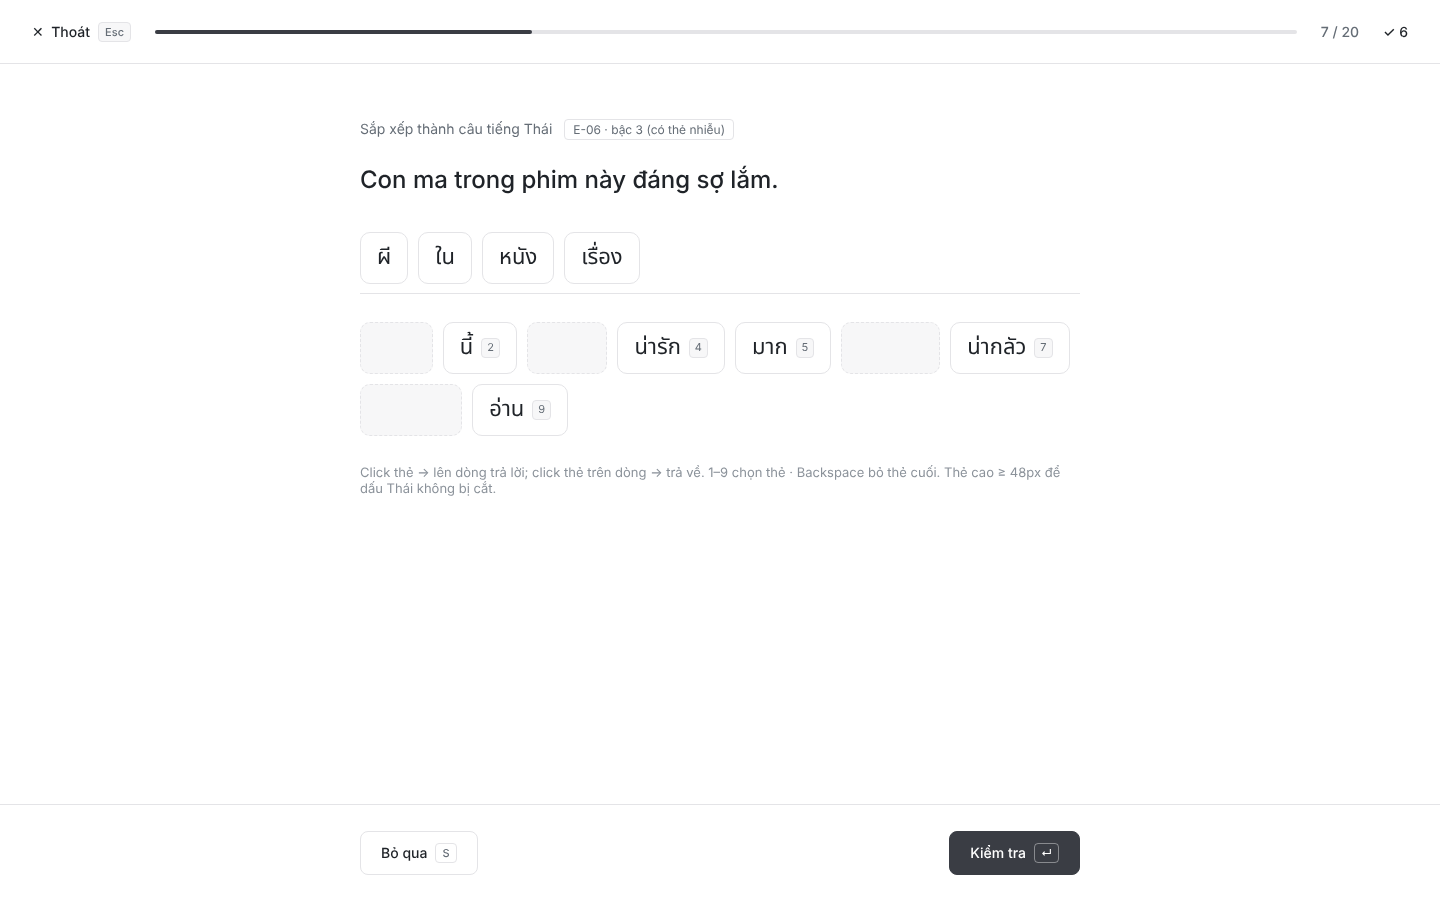 ✕ Thoát Esc 7 / 20 ✓ 6
Sắp xếp thành câu tiếng Thái E-06 · bậc 3 (có thẻ nhiễu)
Con ma trong phim này đáng sợ lắm.
ผี ใน หนัง เรื่อง
นี้ 2 น่ารัก 4 มาก 5 น่ากลัว 7
อ่าน 9
Click thẻ → lên dòng trả lời; click thẻ trên dòng → trả về. 1–9 chọn thẻ · Backspace bỏ thẻ cuối. Thẻ cao ≥ 48px để
dấu Thái không bị cắt.
Bỏ qua S Kiểm tra ↵